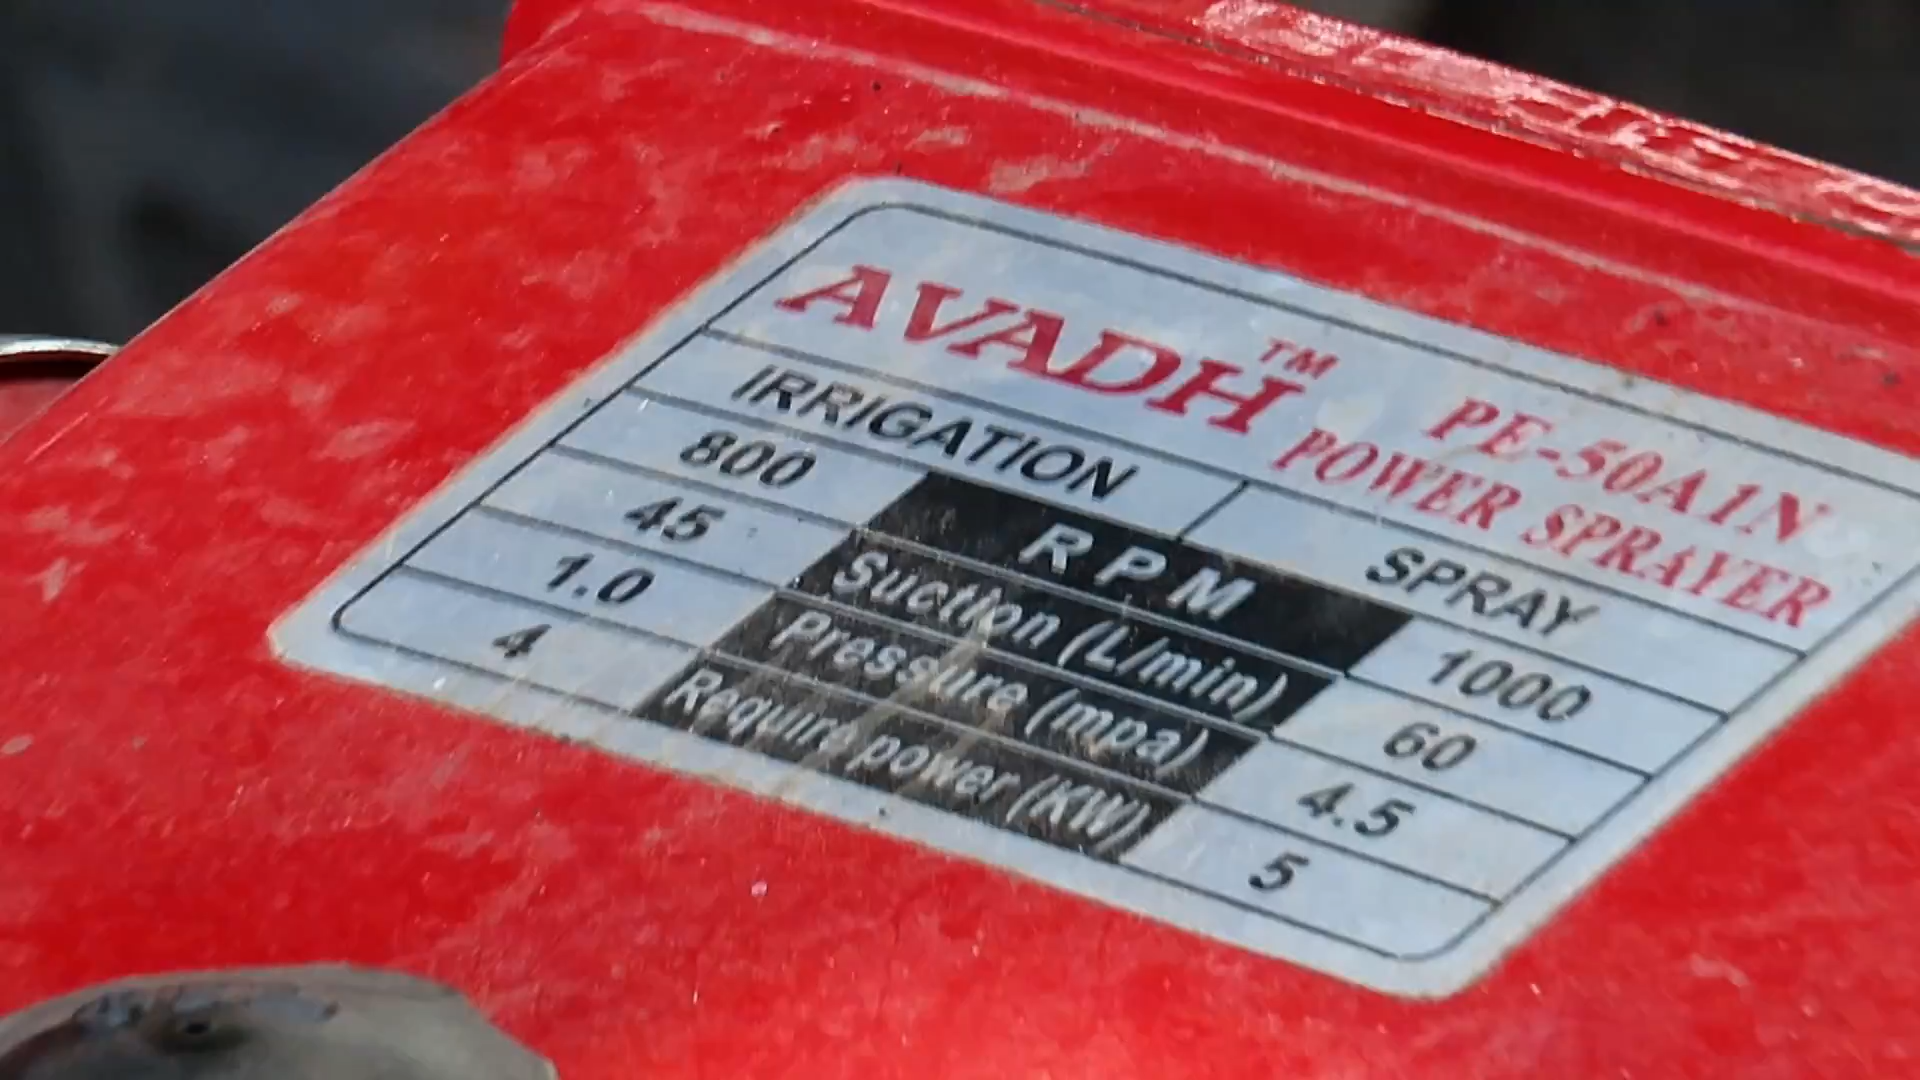 AVADH™ PE-50A1N
POWER SPRAYER
IRRIGATION SPRAY
800 RPM 1000
45 Suction (L/min) 60
1.0 Pressure (mpa) 4.5
4 Require power (KW) 5